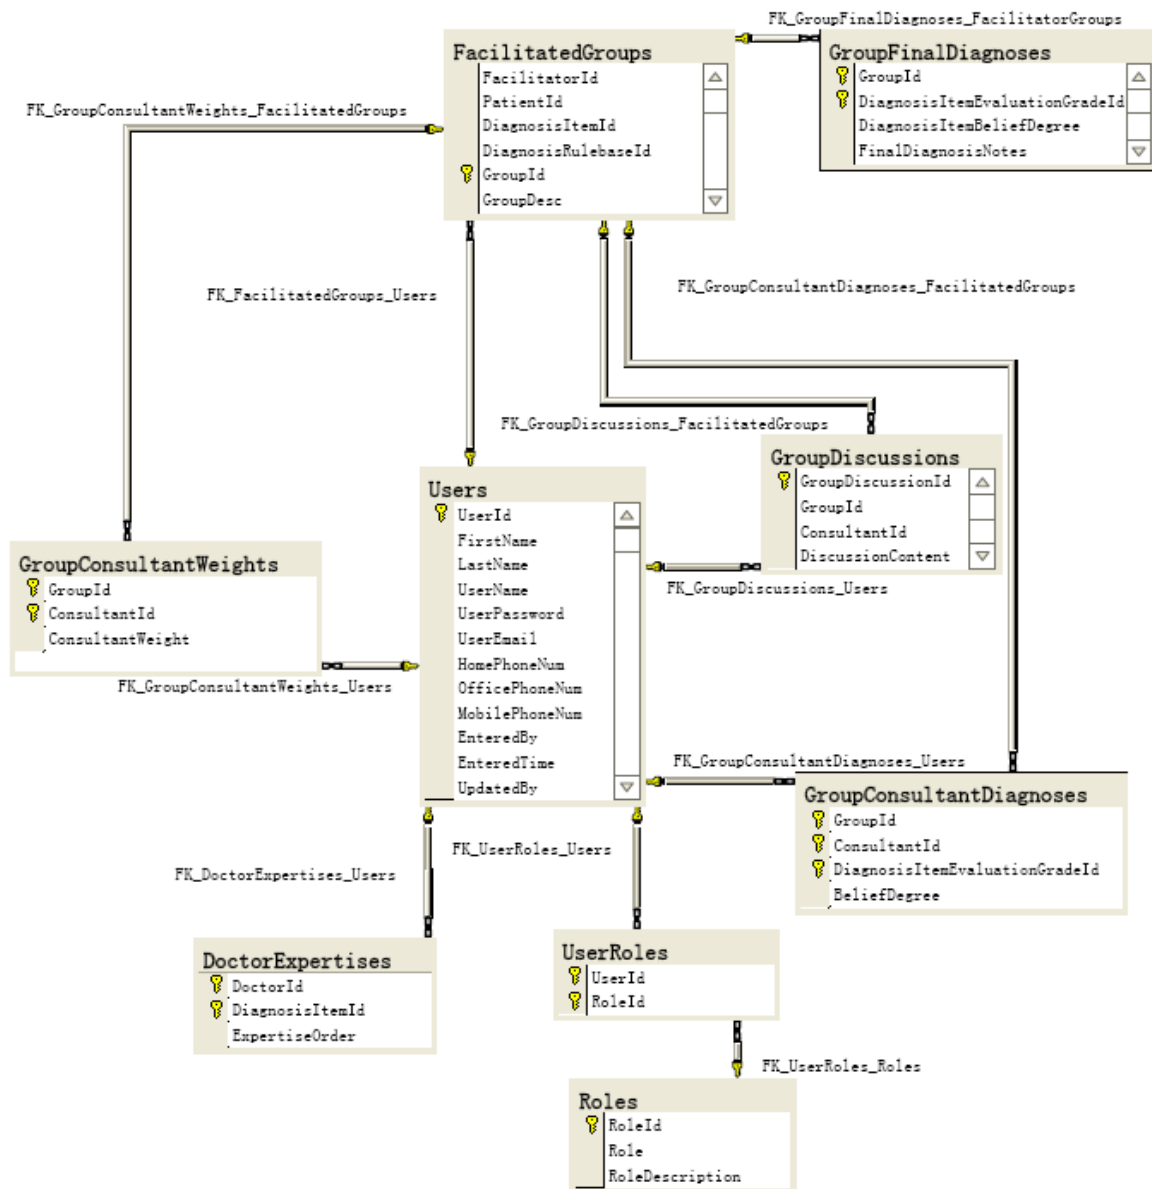 FK_GroupFinalDiagnoses_FacilitatorGroups
FacilitatedGroups
FacilitatorId
PatientId
DiagnosisItemId
DiagnosisRulebaseId
GroupId
GroupDesc
GroupFinalDiagnoses
GroupId
DiagnosisItemEvaluationGradeId
DiagnosisItemBeliefDegree
FinalDiagnosisNotes
FK_GroupConsultantWeights_FacilitatedGroups
FK_FacilitatedGroups_Users
FK_GroupConsultantDiagnoses_FacilitatedGroups
FK_GroupDiscussions_FacilitatedGroups
GroupDiscussions
GroupDiscussionId
GroupId
ConsultantId
DiscussionContent
Users
UserId
FirstName
LastName
UserName
UserPassword
UserEmail
HomePhoneNum
OfficePhoneNum
MobilePhoneNum
EnteredBy
EnteredTime
UpdatedBy
GroupConsultantWeights
GroupId
ConsultantId
ConsultantWeight
FK_GroupDiscussions_Users
FK_GroupConsultantWeights_Users
FK_GroupConsultantDiagnoses_Users
GroupConsultantDiagnoses
GroupId
ConsultantId
DiagnosisItemEvaluationGradeId
BeliefDegree
FK_UserRoles_Users
FK_DoctorExpertises_Users
DoctorExpertises
DoctorId
DiagnosisItemId
ExpertiseOrder
UserRoles
UserId
RoleId
FK_UserRoles_Roles
Roles
RoleId
Role
RoleDescription